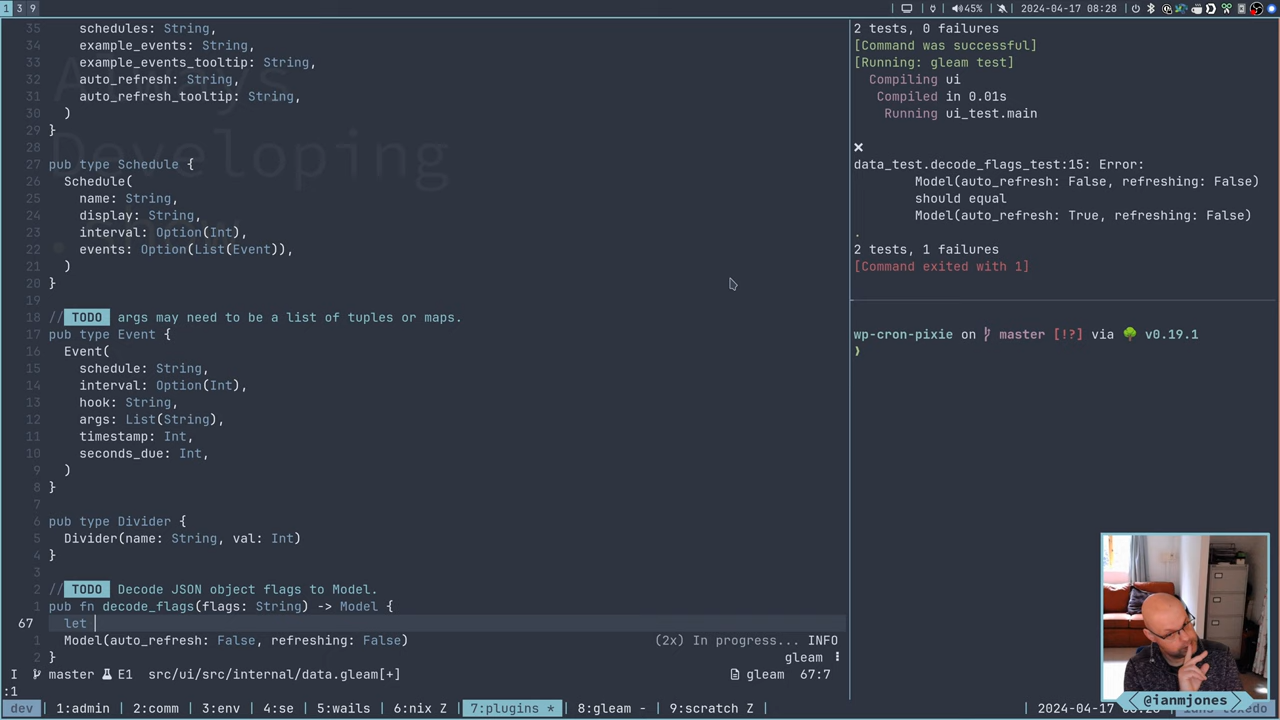 1 3 9
45%
2024-04-17 08:28
35 schedules: String,
34 example_events: String,
33 example_events_tooltip: String,
32 auto_refresh: String,
31 auto_refresh_tooltip: String,
30 )
29 }
28
27 pub type Schedule {
26 Schedule(
25 name: String,
24 display: String,
23 interval: Option(Int),
22 events: Option(List(Event)),
21 )
20 }
19
18 // TODO args may need to be a list of tuples or maps.
17 pub type Event {
16 Event(
15 schedule: String,
14 interval: Option(Int),
13 hook: String,
12 args: List(String),
11 timestamp: Int,
10 seconds_due: Int,
9 )
8 }
7
6 pub type Divider {
5 Divider(name: String, val: Int)
4 }
3
2 // TODO Decode JSON object flags to Model.
1 pub fn decode_flags(flags: String) -> Model {
67 let
1 Model(auto_refresh: False, refreshing: False) (2x) In progress... INFO
2 } gleam
I master E1 src/ui/src/internal/data.gleam[+] gleam 67:7
:1
Developing
2 tests, 0 failures
[Command was successful]
[Running: gleam test]
Compiling ui
Compiled in 0.01s
Running ui_test.main
data_test.decode_flags_test:15: Error:
Model(auto_refresh: False, refreshing: False)
should equal
Model(auto_refresh: True, refreshing: False)
.
2 tests, 1 failures
[Command exited with 1]
wp-cron-pixie on master [!?] via v0.19.1
❯
@ianmjones
dev 1:admin 2:comm 3:env 4:se 5:wails 6:nix Z 7:plugins * 8:gleam - 9:scratch Z 2024-04-17